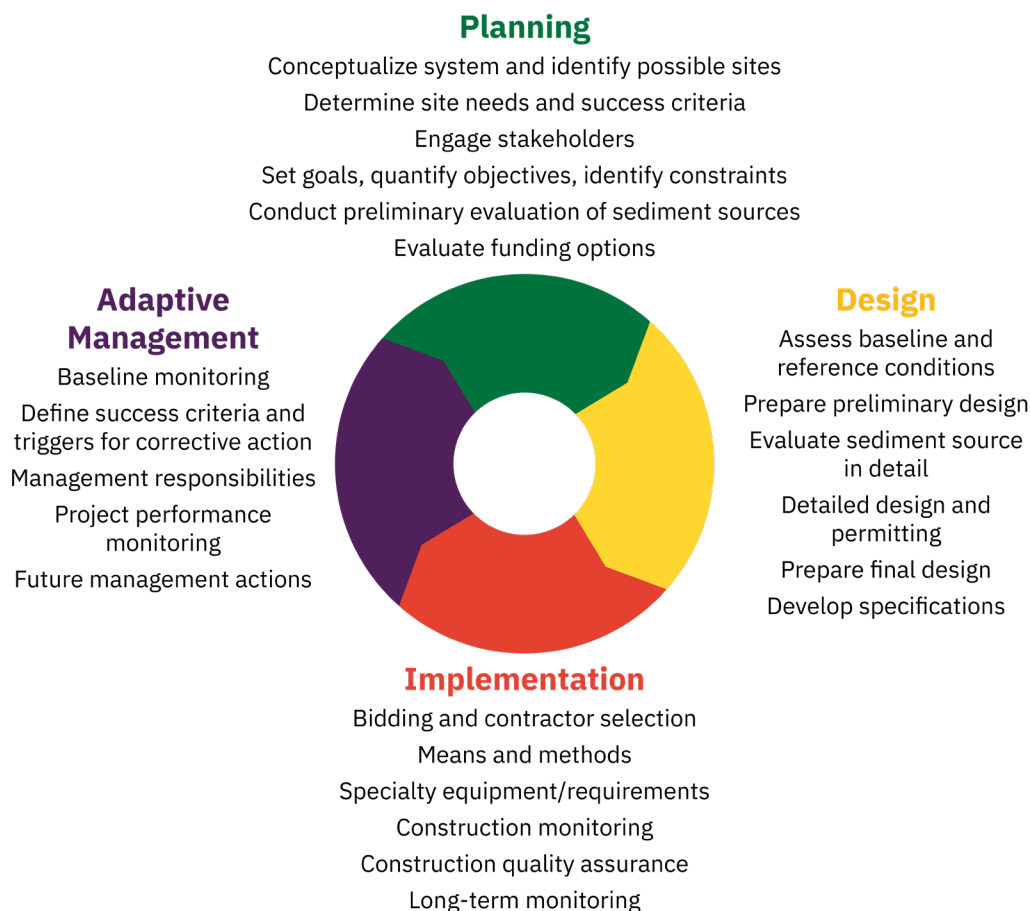 Planning
Conceptualize system and identify possible sites
Determine site needs and success criteria
Engage stakeholders
Set goals, quantify objectives, identify constraints
Conduct preliminary evaluation of sediment sources
Evaluate funding options
Adaptive
Management
Baseline monitoring
Define success criteria and
triggers for corrective action
Management responsibilities
Project performance
monitoring
Future management actions
Design
Assess baseline and
reference conditions
Prepare preliminary design
Evaluate sediment source
in detail
Detailed design and
permitting
Prepare final design
Develop specifications
Implementation
Bidding and contractor selection
Means and methods
Specialty equipment/requirements
Construction monitoring
Construction quality assurance
Long-term monitoring